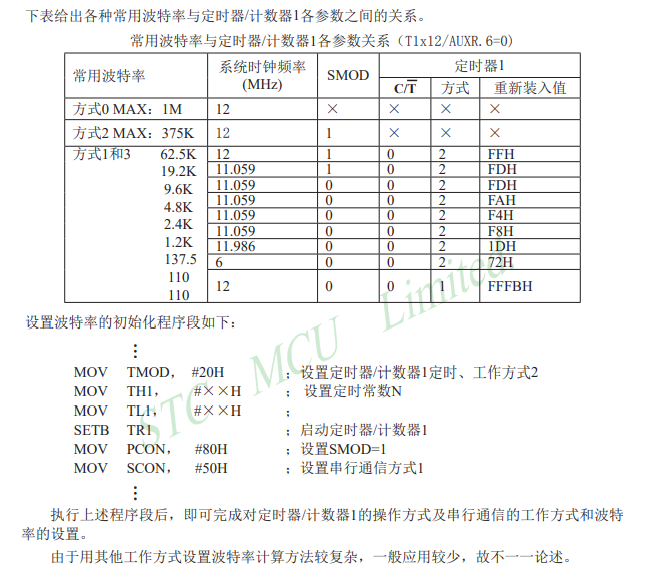 下表给出各种常用波特率与定时器/计数器1各参数之间的关系。
常用波特率与定时器/计数器1各参数关系（T1x12/AUXR.6=0）
常用波特率 系统时钟频率(MHz) SMOD 定时器1
C/T̅ 方式 重新装入值
方式0 MAX：1M 12 × × × ×
方式2 MAX：375K 12 1 × × ×
方式1和3 62.5K 12 1 0 2 FFH
19.2K 11.059 1 0 2 FDH
9.6K 11.059 0 0 2 FDH
4.8K 11.059 0 0 2 FAH
2.4K 11.059 0 0 2 F4H
1.2K 11.059 0 0 2 F8H
137.5 11.986 0 0 2 1DH
110 6 0 0 2 72H
110 12 0 0 1 FFFBH
设置波特率的初始化程序段如下：
⋮
MOV TMOD， #20H ；设置定时器/计数器1定时、工作方式2
MOV TH1， #××H ； 设置定时常数N
MOV TL1， #××H ；
SETB TR1 ；启动定时器/计数器1
MOV PCON， #80H ；设置SMOD=1
MOV SCON， #50H ；设置串行通信方式1
⋮
执行上述程序段后，即可完成对定时器/计数器1的操作方式及串行通信的工作方式和波特
率的设置。
由于用其他工作方式设置波特率计算方法较复杂，一般应用较少，故不一一论述。
STC MCU Limited.